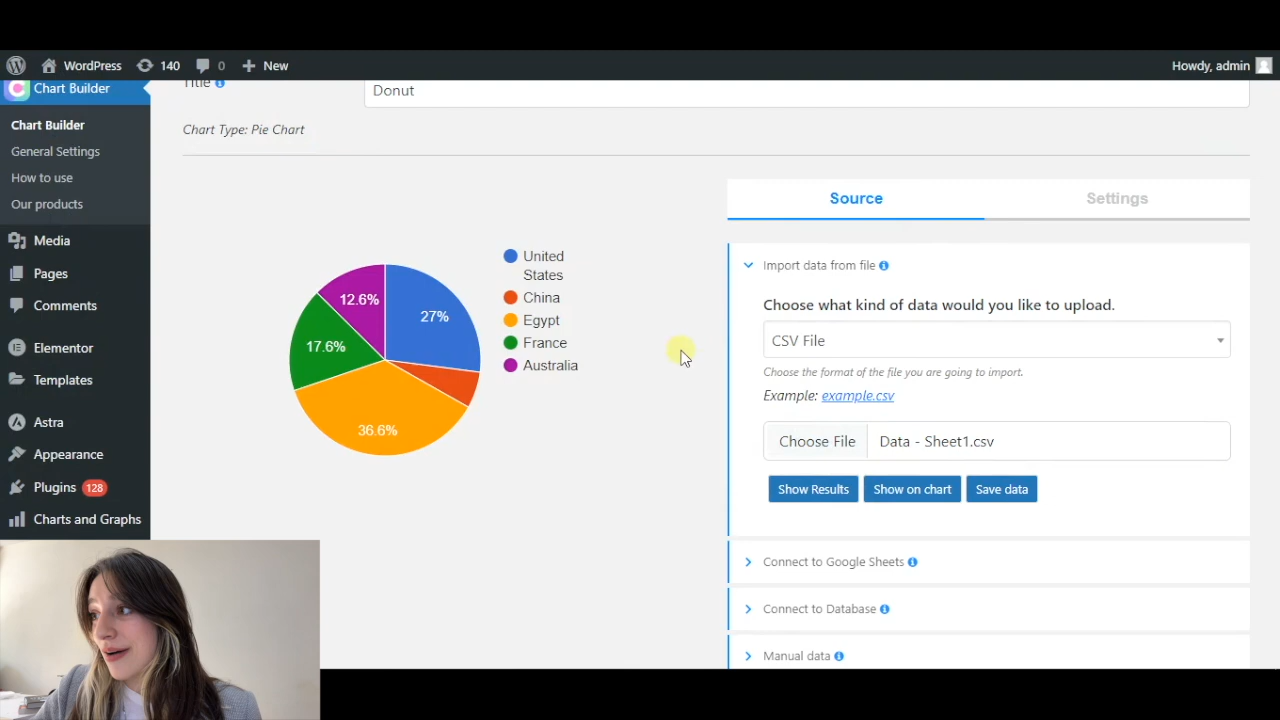 WordPress
140
0
New
Howdy, admin
Chart Builder
Chart Builder
General Settings
How to use
Our products
Media
Pages
Comments
Elementor
Templates
Astra
Appearance
Plugins 128
Charts and Graphs
Title
Donut
Chart Type: Pie Chart
27%
12.6%
17.6%
36.6%
United
States
China
Egypt
France
Australia
Source
Settings
Import data from file
Choose what kind of data would you like to upload.
CSV File
Choose the format of the file you are going to import.
Example: example.csv
Choose File Data - Sheet1.csv
Show Results Show on chart Save data
Connect to Google Sheets
Connect to Database
Manual data